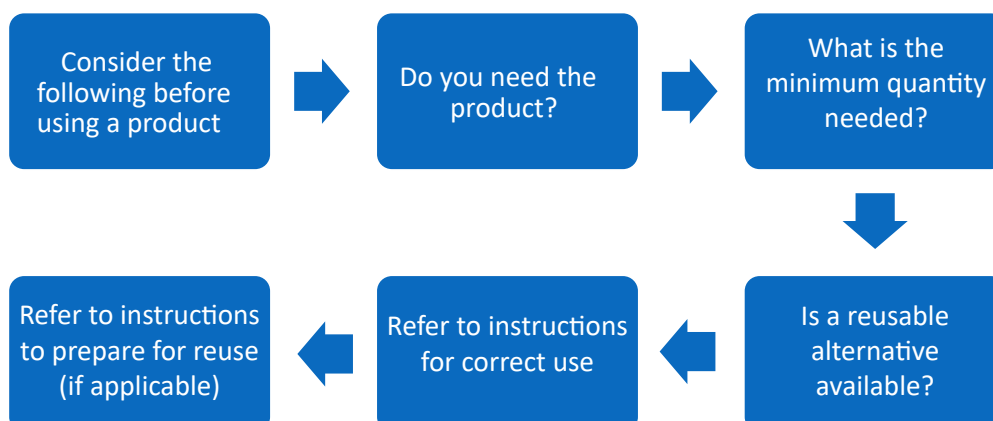 Consider the
following before
using a product
Do you need the
product?
What is the
minimum quantity
needed?
Is a reusable
alternative
available?
Refer to instructions
for correct use
Refer to instructions
to prepare for reuse
(if applicable)